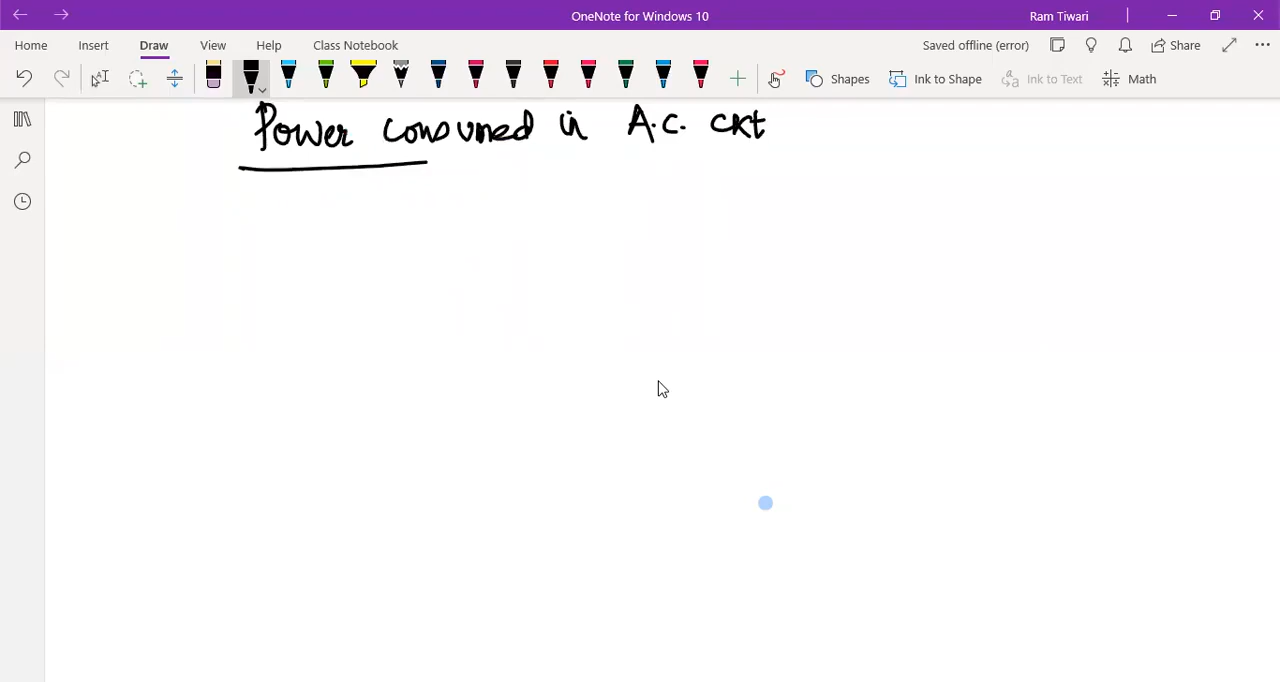 OneNote for Windows 10
Ram Tiwari
Home Insert Draw View Help Class Notebook
Saved offline (error) Share
Shapes Ink to Shape Ink to Text Math
Power consumed in A.C. ckt